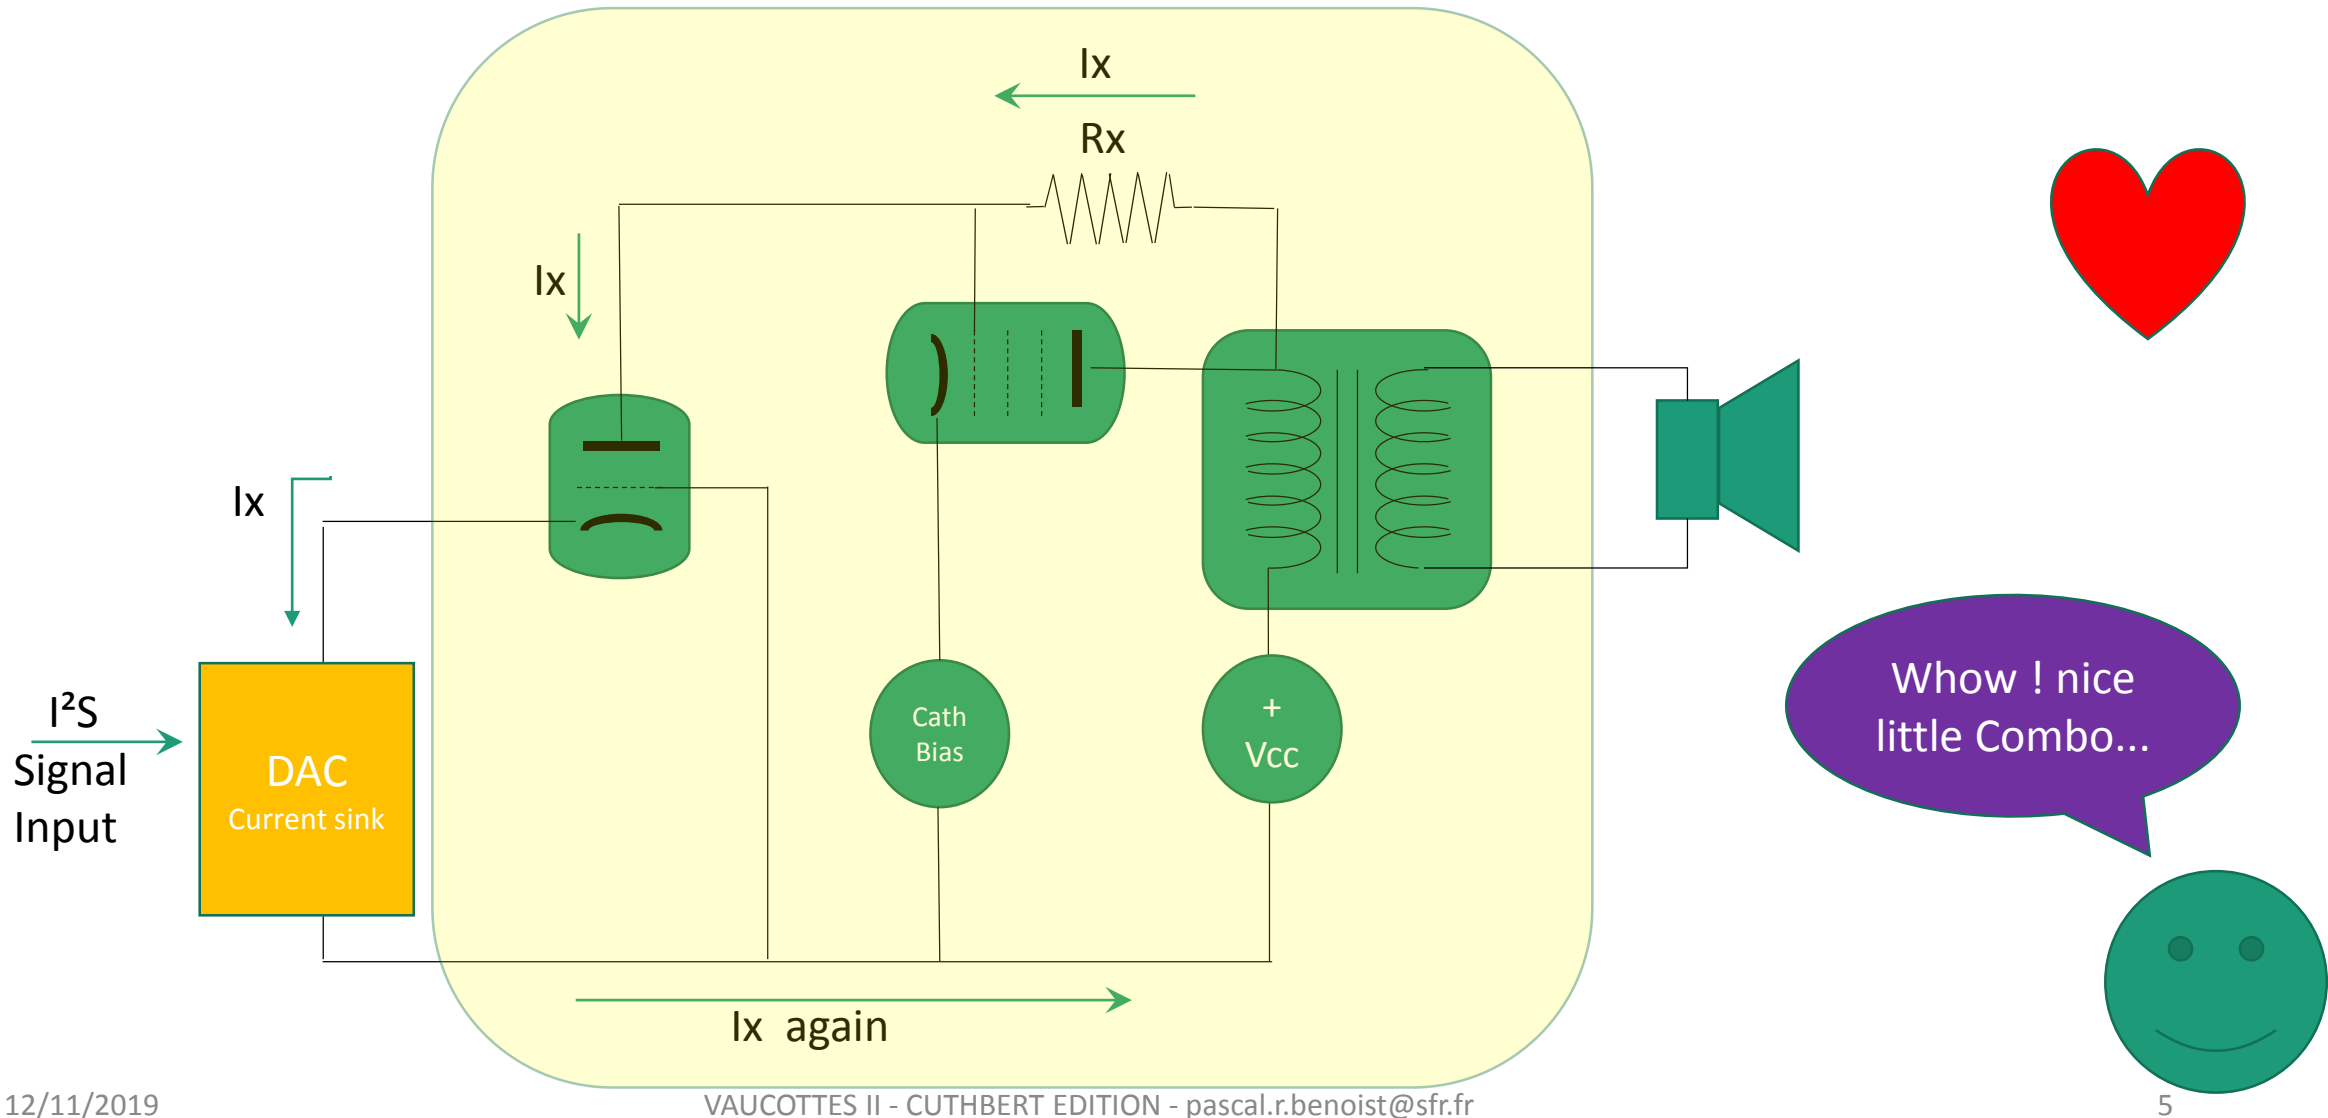 Ix
Rx
Ix
Ix
I²S
Signal
Input
DAC
Current sink
Cath
Bias
+
Vcc
Whow ! nice
little Combo...
Ix again
12/11/2019
VAUCOTTES II - CUTHBERT EDITION - pascal.r.benoist@sfr.fr
5